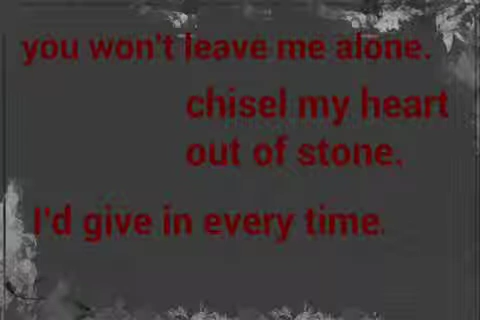 you won't leave me alone.
chisel my heart
out of stone.
I'd give in every time.